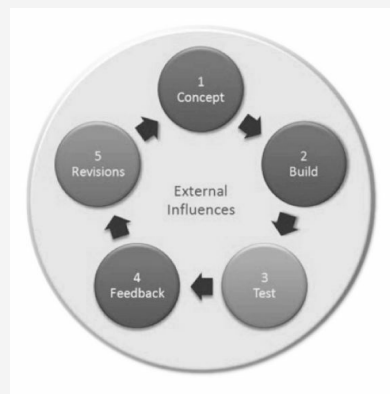 1
Concept
2
Build
3
Test
4
Feedback
5
Revisions
External
Influences